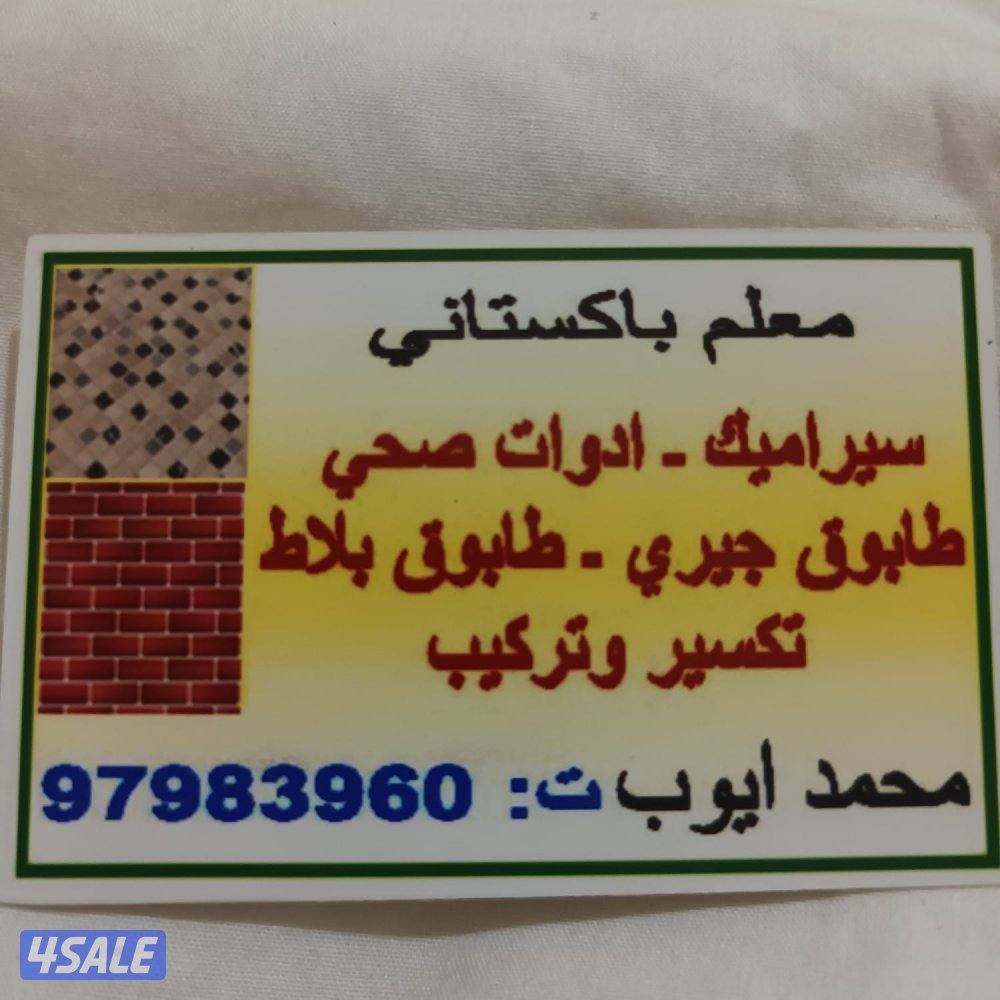 معلم باكستاني
سيراميك - ادوات صحي
طابوق جيري - طابوق بلاط
تكسير وتركيب
محمد ايوب ت: 97983960
4SALE